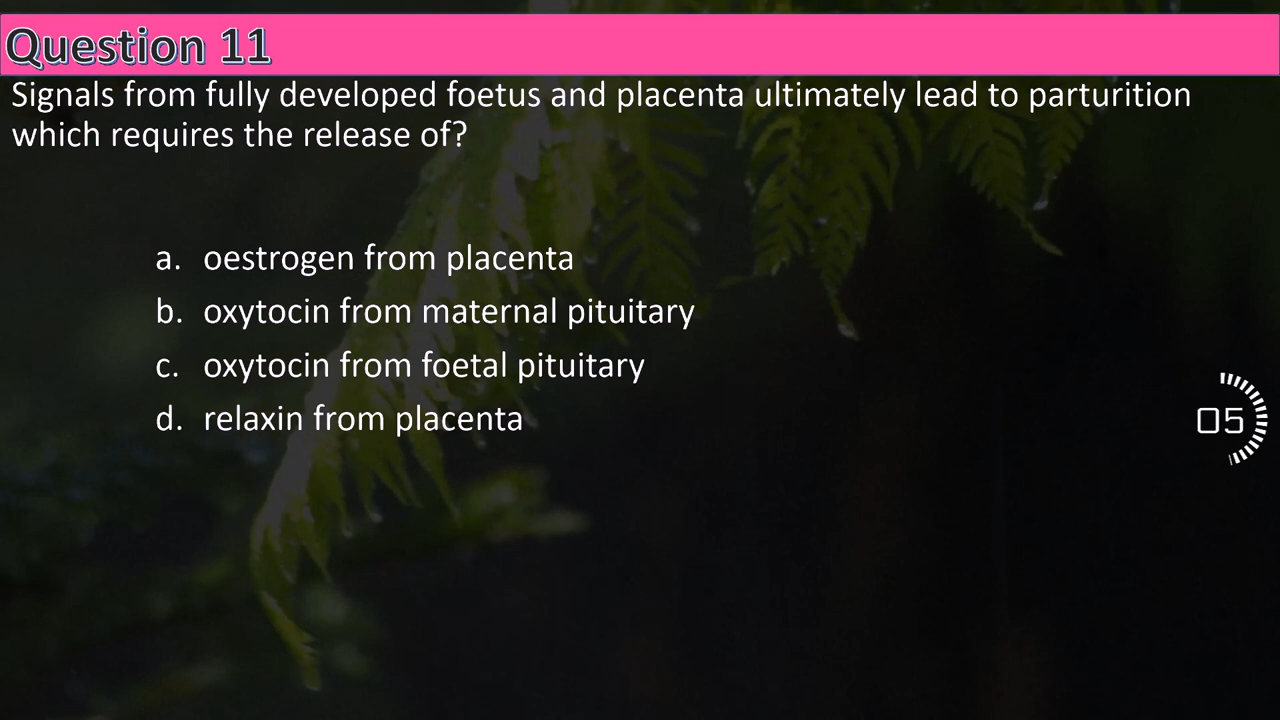 Question 11
Signals from fully developed foetus and placenta ultimately lead to parturition
which requires the release of?
a. oestrogen from placenta
b. oxytocin from maternal pituitary
c. oxytocin from foetal pituitary
05
d. relaxin from placenta